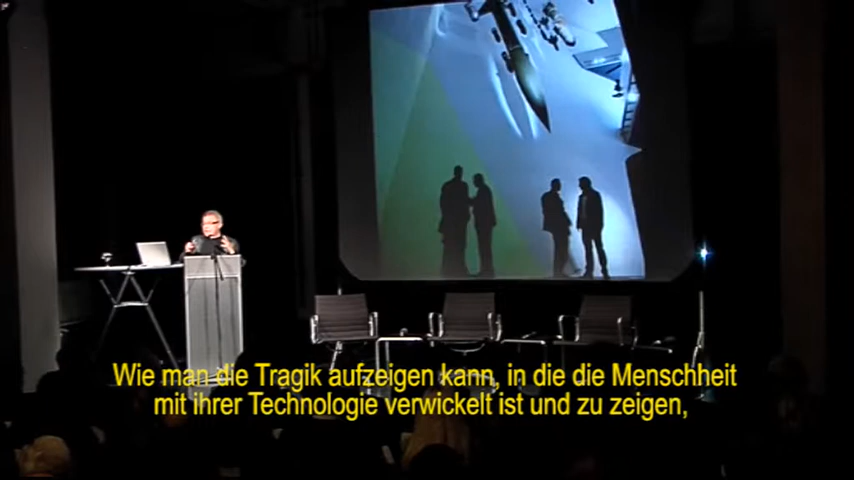 Wie man die Tragik aufzeigen kann, in die die Menschheit
mit ihrer Technologie verwickelt ist und zu zeigen,